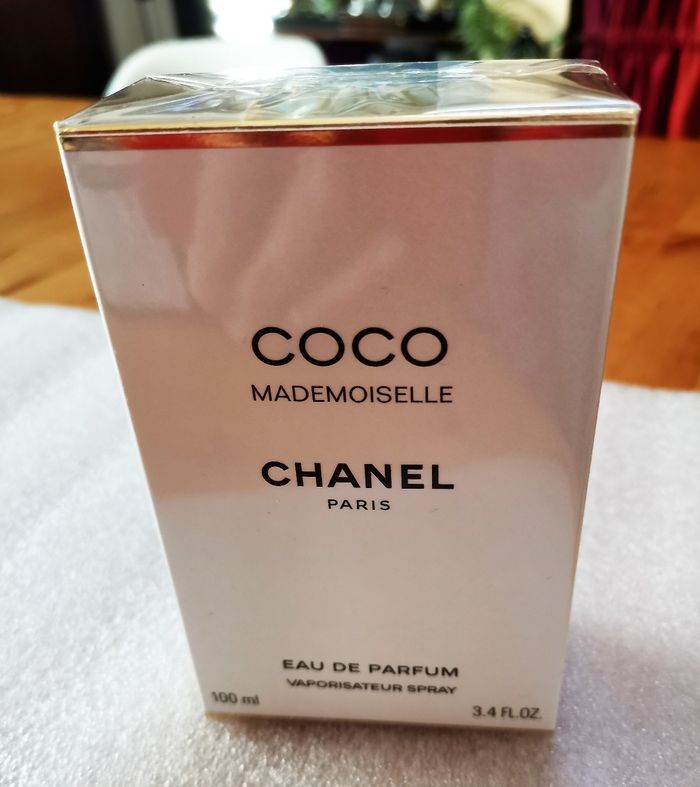 COCO
MADEMOISELLE
CHANEL
PARIS
EAU DE PARFUM
VAPORISATEUR SPRAY
100 ml
3.4 FL.OZ.